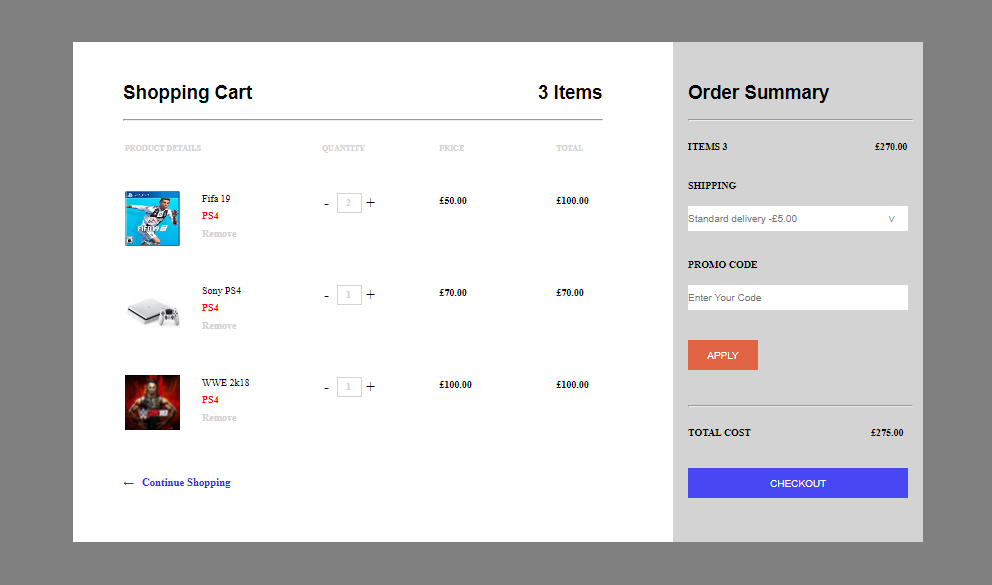 Shopping Cart 3 Items
PRODUCT DETAILS QUANTITY PRICE TOTAL
Fifa 19
PS4
Remove
- 2 + £50.00 £100.00
FIFA 19
Sony PS4
PS4
Remove
- 1 + £70.00 £70.00
WWE 2k18
PS4
Remove
- 1 + £100.00 £100.00
← Continue Shopping
Order Summary
ITEMS 3 £270.00
SHIPPING
Standard delivery -£5.00 V
PROMO CODE
Enter Your Code
APPLY
TOTAL COST £275.00
CHECKOUT